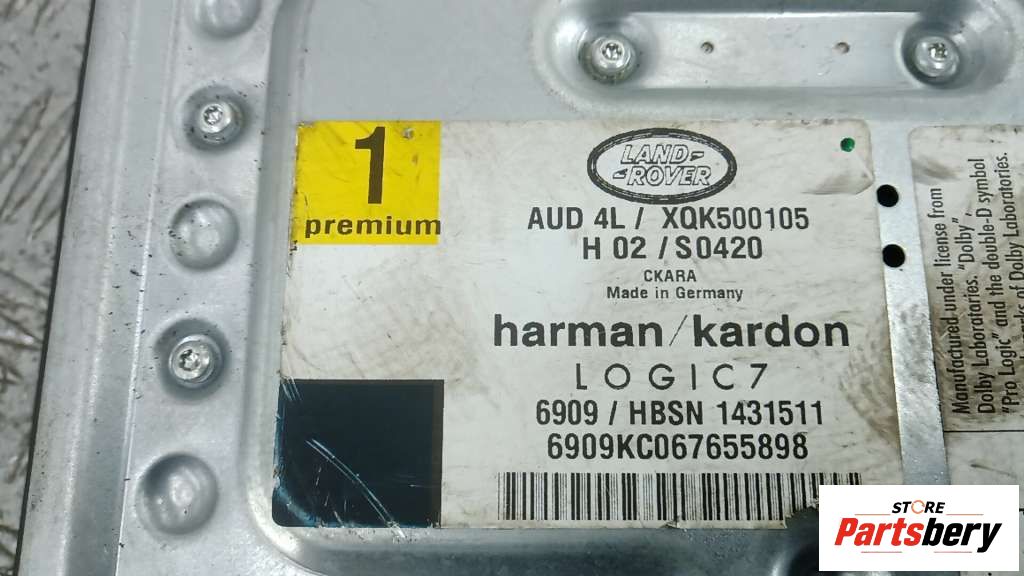 1
premium
LAND-
ROVER
AUD 4L / XQK500105
H 02 / S0420
CKARA
Made in Germany
harman/kardon
LOGIC7
6909 / HBSN 1431511
6909KC067655898
Manufactured under license from
Dolby Laboratories. "Dolby",
"Pro Logic" and the double-D symbol
of Dolby Laboratories.
STORE
Partsbery